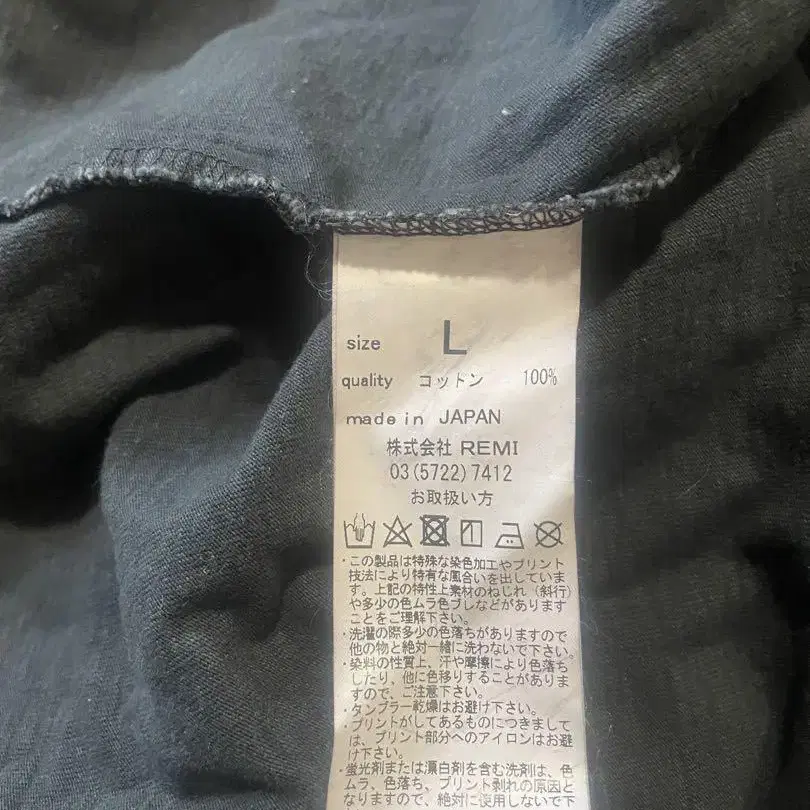 size L
quality コットン 100%
made in JAPAN
株式会社 REMI
03(5722)7412
お取扱い方
・この製品は特殊な染色加工やプリント
技法により特有な風合いを出していま
す。上記の特性上素材のねじれ（斜行）
や多少の色ムラ色ブレなどがあります
ことをご理解下さい。
・洗濯の際多少の色落ちがありますので
他の物と絶対一緒に洗わないで下さい。
・染料の性質上、汗や摩擦により色落ち
したり、他に色移りすることがありま
すので、ご注意下さい。
・タンブラー乾燥はお避け下さい。
・プリントがしてあるものにつきまして
は、プリント部分へのアイロンはお避
け下さい。
・蛍光剤または漂白剤を含む洗剤は、色
ムラ、色落ち、プリント剥れの原因と
なりますので、絶対に使用しないで下